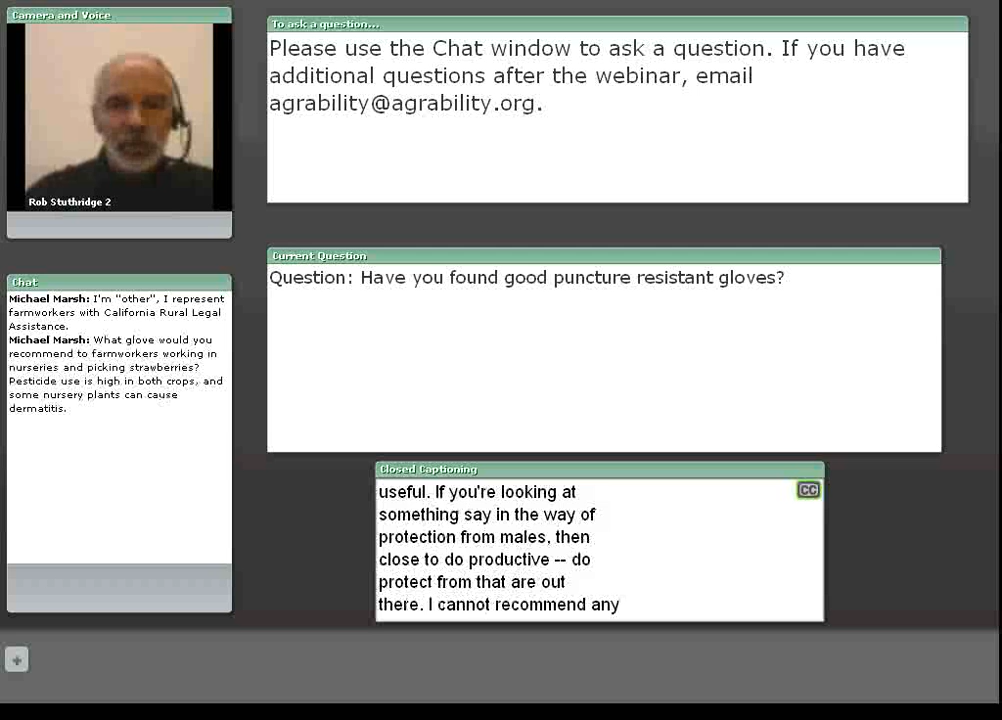 Camera and Voice
Rob Stuthridge 2
To ask a question...
Please use the Chat window to ask a question. If you have
additional questions after the webinar, email
agrability@agrability.org.
Current Question
Question: Have you found good puncture resistant gloves?
Chat
Michael Marsh: I'm "other", I represent
farmworkers with California Rural Legal
Assistance.
Michael Marsh: What glove would you
recommend to farmworkers working in
nurseries and picking strawberries?
Pesticide use is high in both crops, and
some nursery plants can cause
dermatitis.
Closed Captioning
CC
useful. If you're looking at
something say in the way of
protection from males, then
close to do productive -- do
protect from that are out
there. I cannot recommend any